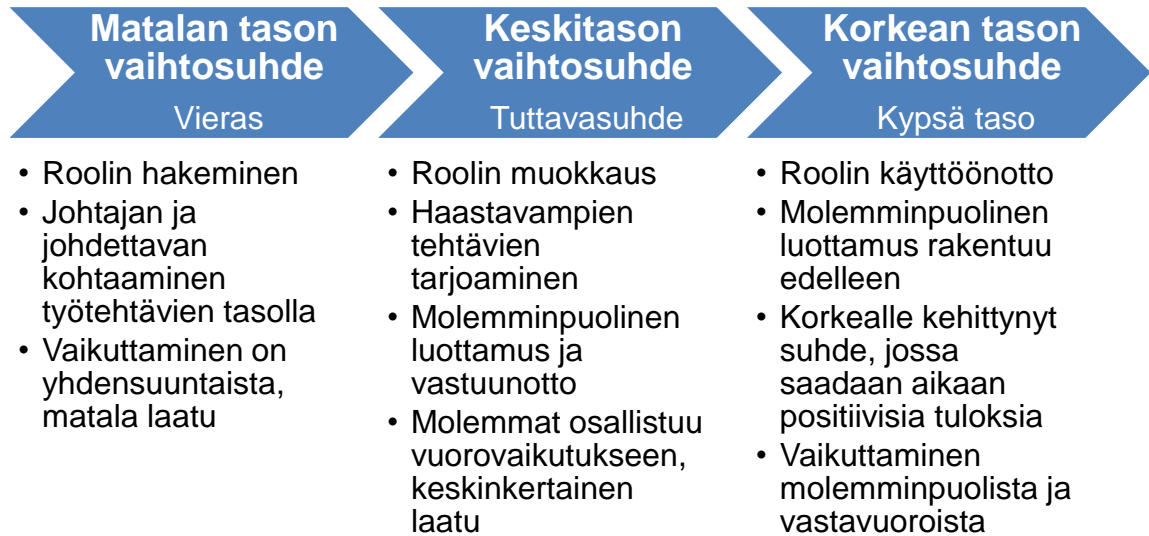 Matalan tason
vaihtosuhde
Vieras
• Roolin hakeminen
• Johtajan ja
johdettavan
kohtaaminen
työtehtävien tasolla
• Vaikuttaminen on
yhdensuuntaista,
matala laatu
Keskitason
vaihtosuhde
Tuttavasuhde
• Roolin muokkaus
• Haastavampien
tehtävien
tarjoaminen
• Molemminpuolinen
luottamus ja
vastuunotto
• Molemmat osallistuu
vuorovaikutukseen,
keskinkertainen
laatu
Korkean tason
vaihtosuhde
Kypsä taso
• Roolin käyttöönotto
• Molemminpuolinen
luottamus rakentuu
edelleen
• Korkealle kehittynyt
suhde, jossa
saadaan aikaan
positiivisia tuloksia
• Vaikuttaminen
molemminpuolista ja
vastavuoroista